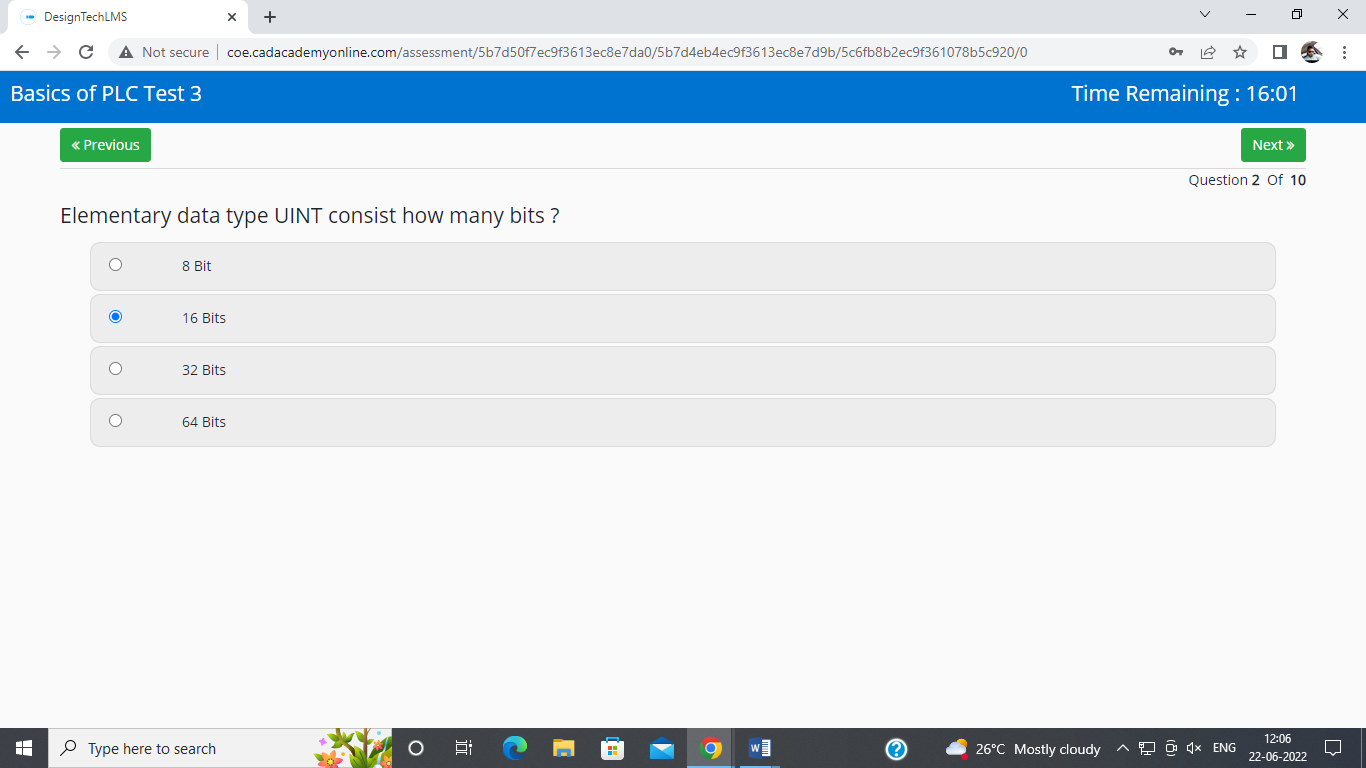 DesignTechLMS
Not secure
coe.cadacademyonline.com/assessment/5b7d50f7ec9f3613ec8e7da0/5b7d4eb4ec9f3613ec8e7d9b/5c6fb8b2ec9f361078b5c920/0
Basics of PLC Test 3
Time Remaining : 16:01
« Previous
Next »
Question 2 Of 10
Elementary data type UINT consist how many bits ?
8 Bit
16 Bits
32 Bits
64 Bits
Type here to search
26°C Mostly cloudy
ENG
12:06
22-06-2022